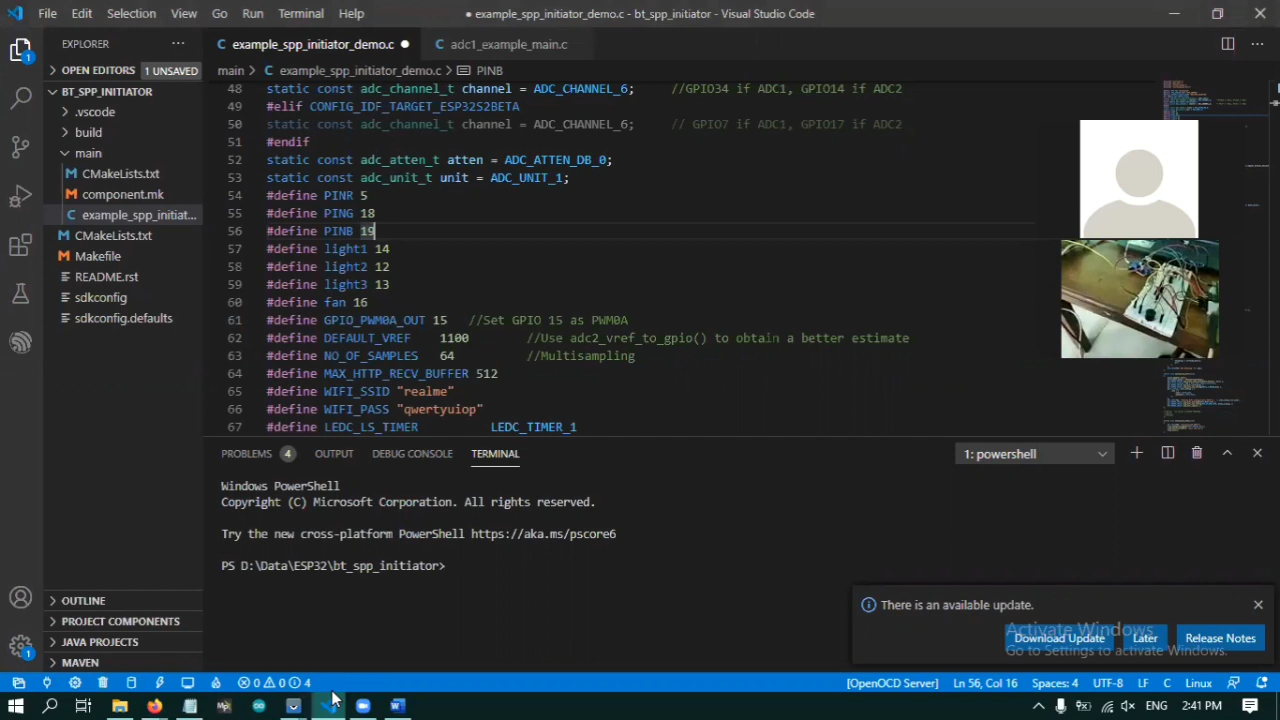 File Edit Selection View Go Run Terminal Help
● example_spp_initiator_demo.c - bt_spp_initiator - Visual Studio Code
EXPLORER
OPEN EDITORS 1 UNSAVED
BT_SPP_INITIATOR
.vscode
build
main
CMakeLists.txt
component.mk
C example_spp_initiat...
CMakeLists.txt
Makefile
README.rst
sdkconfig
sdkconfig.defaults
OUTLINE
PROJECT COMPONENTS
JAVA PROJECTS
MAVEN
C example_spp_initiator_demo.c ● C adc1_example_main.c
main > C example_spp_initiator_demo.c > PINB
48 static const adc_channel_t channel = ADC_CHANNEL_6; //GPIO34 if ADC1, GPIO14 if ADC2
49 #elif CONFIG_IDF_TARGET_ESP32S2BETA
50 static const adc_channel_t channel = ADC_CHANNEL_6; // GPIO7 if ADC1, GPIO17 if ADC2
51 #endif
52 static const adc_atten_t atten = ADC_ATTEN_DB_0;
53 static const adc_unit_t unit = ADC_UNIT_1;
54 #define PINR 5
55 #define PING 18
56 #define PINB 19
57 #define light1 14
58 #define light2 12
59 #define light3 13
60 #define fan 16
61 #define GPIO_PWM0A_OUT 15 //Set GPIO 15 as PWM0A
62 #define DEFAULT_VREF 1100 //Use adc2_vref_to_gpio() to obtain a better estimate
63 #define NO_OF_SAMPLES 64 //Multisampling
64 #define MAX_HTTP_RECV_BUFFER 512
65 #define WIFI_SSID "realme"
66 #define WIFI_PASS "qwertyuiop"
67 #define LEDC_LS_TIMER LEDC_TIMER_1
PROBLEMS 4 OUTPUT DEBUG CONSOLE TERMINAL 1: powershell
Windows PowerShell
Copyright (C) Microsoft Corporation. All rights reserved.
Try the new cross-platform PowerShell https://aka.ms/pscore6
PS D:\Data\ESP32\bt_spp_initiator>
There is an available update.
Download Update Later Release Notes
Activate Windows
Go to Settings to activate Windows.
0 0 4 [OpenOCD Server] Ln 56, Col 16 Spaces: 4 UTF-8 LF C Linux
ENG 2:41 PM